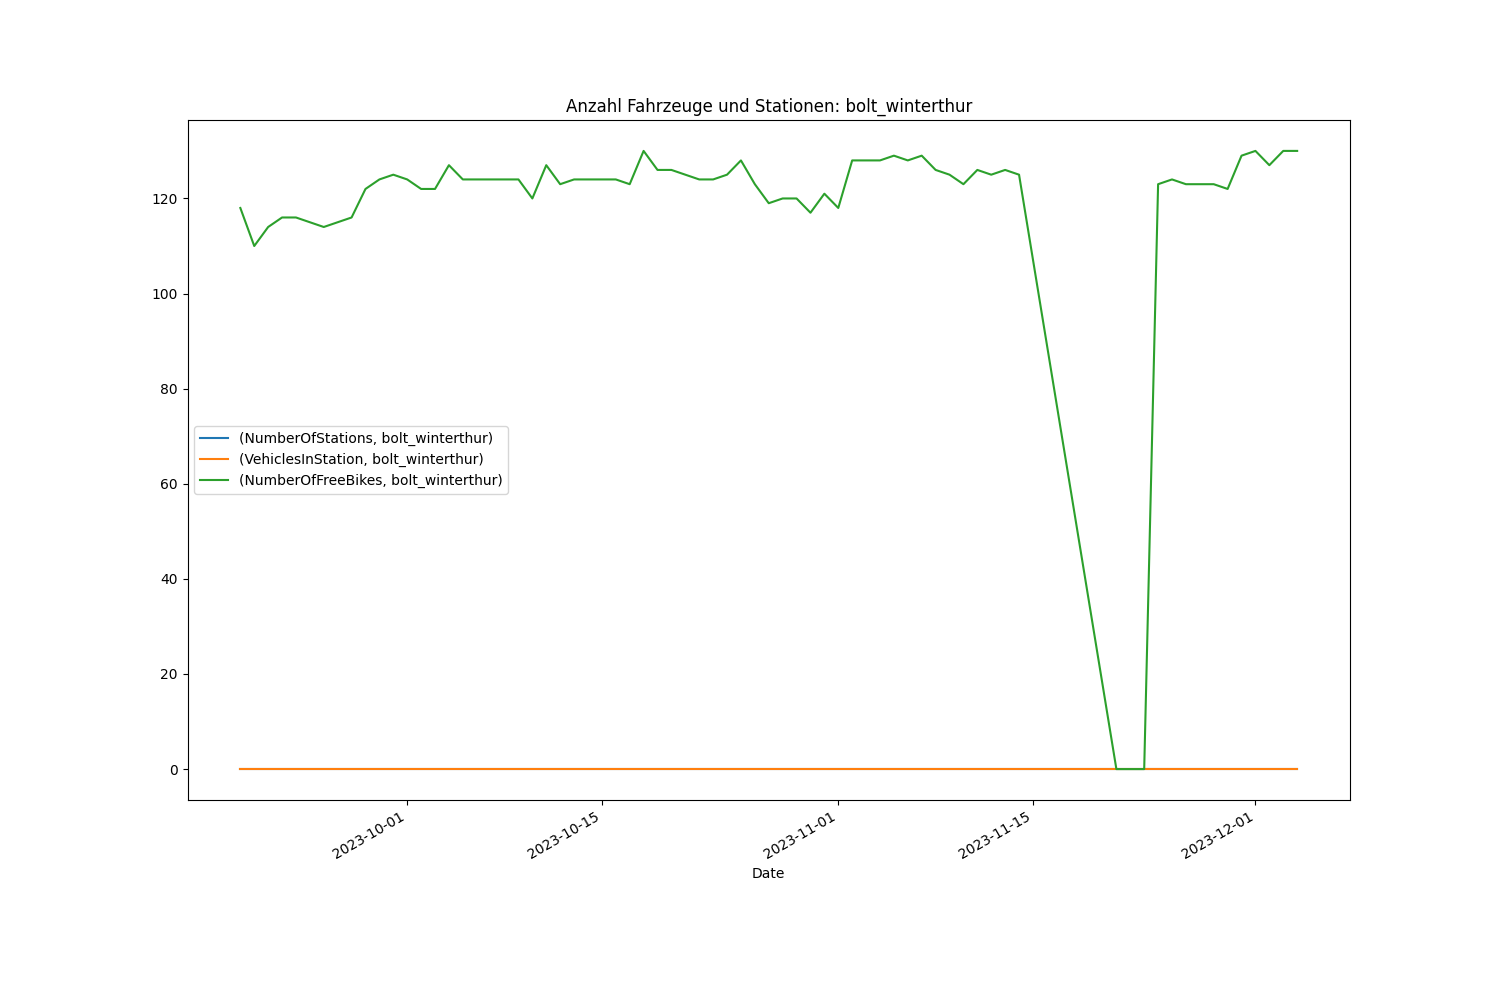 Anzahl Fahrzeuge und Stationen: bolt_winterthur
120
100
80
60
40
20
0
(NumberOfStations, bolt_winterthur)
(VehiclesInStation, bolt_winterthur)
(NumberOfFreeBikes, bolt_winterthur)
2023-10-01
2023-10-15
2023-11-01
2023-11-15
2023-12-01
Date